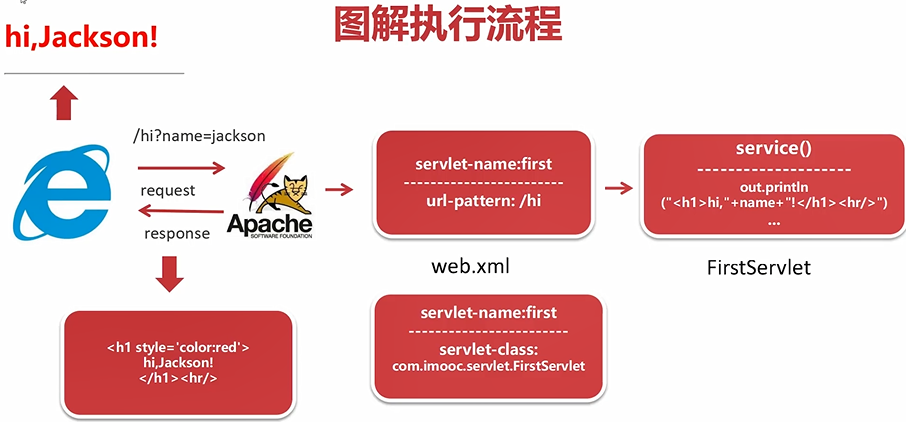 图解执行流程
hi,Jackson!
/hi?name=jackson
request
response
Apache
SOFTWARE FOUNDATION
servlet-name:first
-----------------------
url-pattern: /hi
web.xml
servlet-name:first
-----------------------
servlet-class:
com.imooc.servlet.FirstServlet
service()
--------------------
out.println
("<h1>hi,"+name+"!</h1><hr/>")
...
FirstServlet
<h1 style='color:red'>
hi,Jackson!
</h1><hr/>